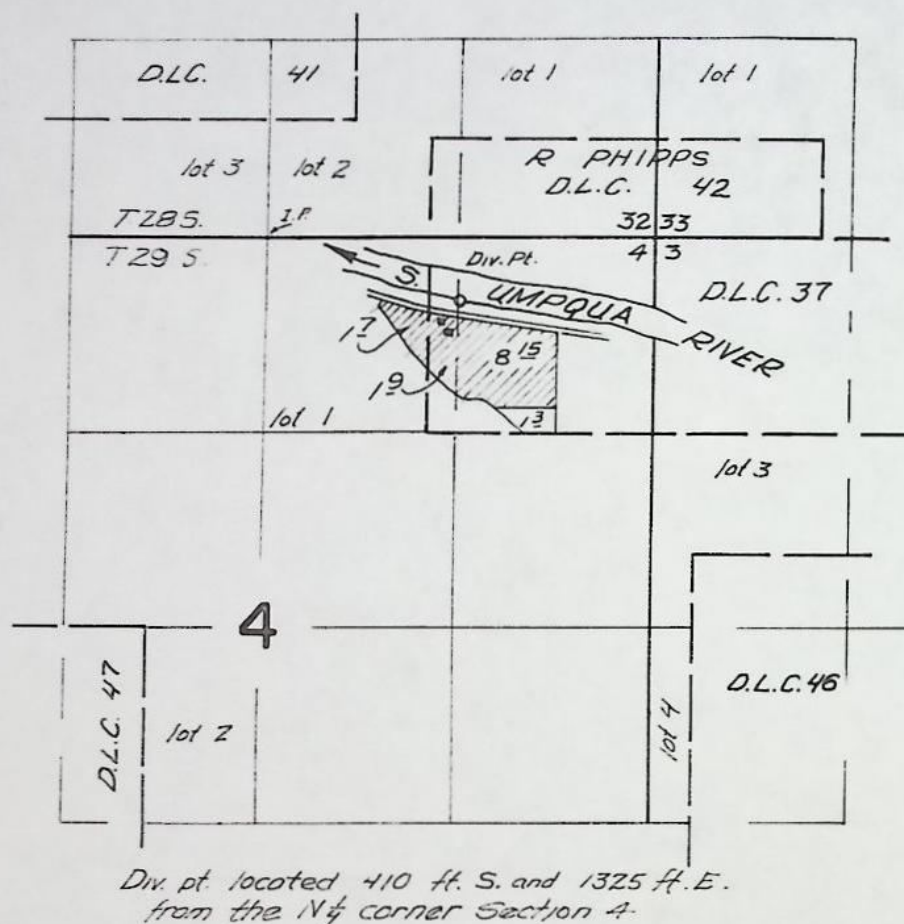 D.L.C. 41
lot 1
lot 1
lot 3
lot 2
R PHIPPS
D.L.C. 42
T28S.
I.P.
32 33
T29 S.
Div. Pt.
4 3
S. UMPQUA RIVER
D.L.C. 37
1 7
8 15
1 9
1 3
lot 1
lot 3
4
D.L.C. 47
lot 2
lot 4
D.L.C. 46
Div. pt. located 410 ft. S. and 1325 ft. E.
from the N¼ corner Section 4